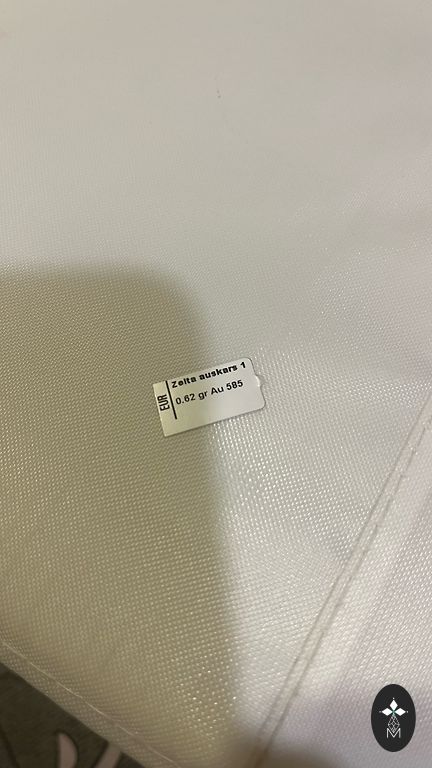 Zelta auskars 1
0,62 gr Au 585
EUR
M